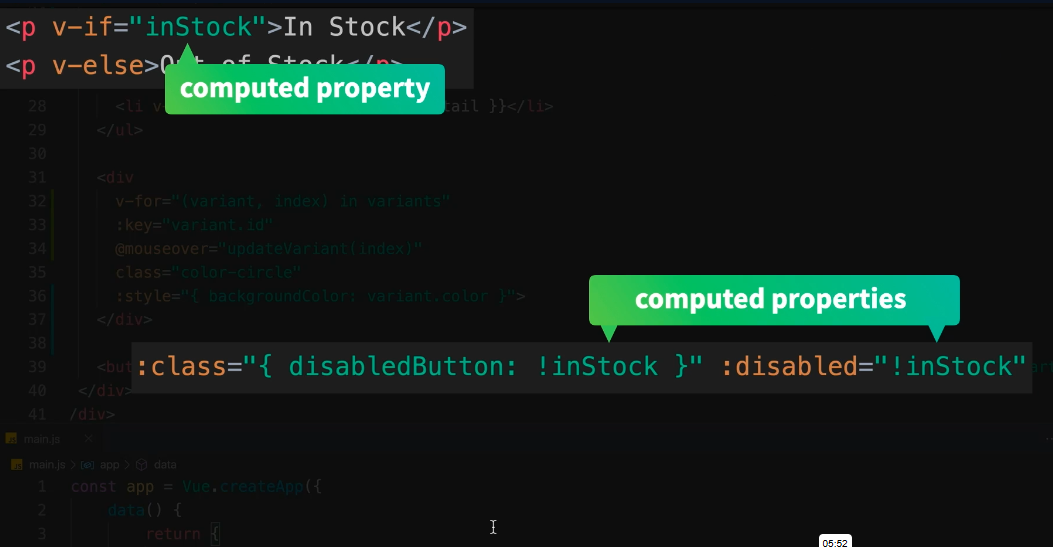 <p v-if="inStock">In Stock</p>
<p v-else>Out of Stock</p>
computed property
28 <li v tail }}</li>
29 </ul>
30
31 <div
32 v-for="(variant, index) in variants"
33 :key="variant.id"
34 @mouseover="updateVariant(index)"
35 class="color-circle"
36 :style="{ backgroundColor: variant.color }">
37 </div>
38
computed properties
39 <but
:class="{ disabledButton: !inStock }" :disabled="!inStock"
40 </div>
41 /div>
main.js
main.js > app > data
1 const app = Vue.createApp({
2 data() {
3 return {
05:52